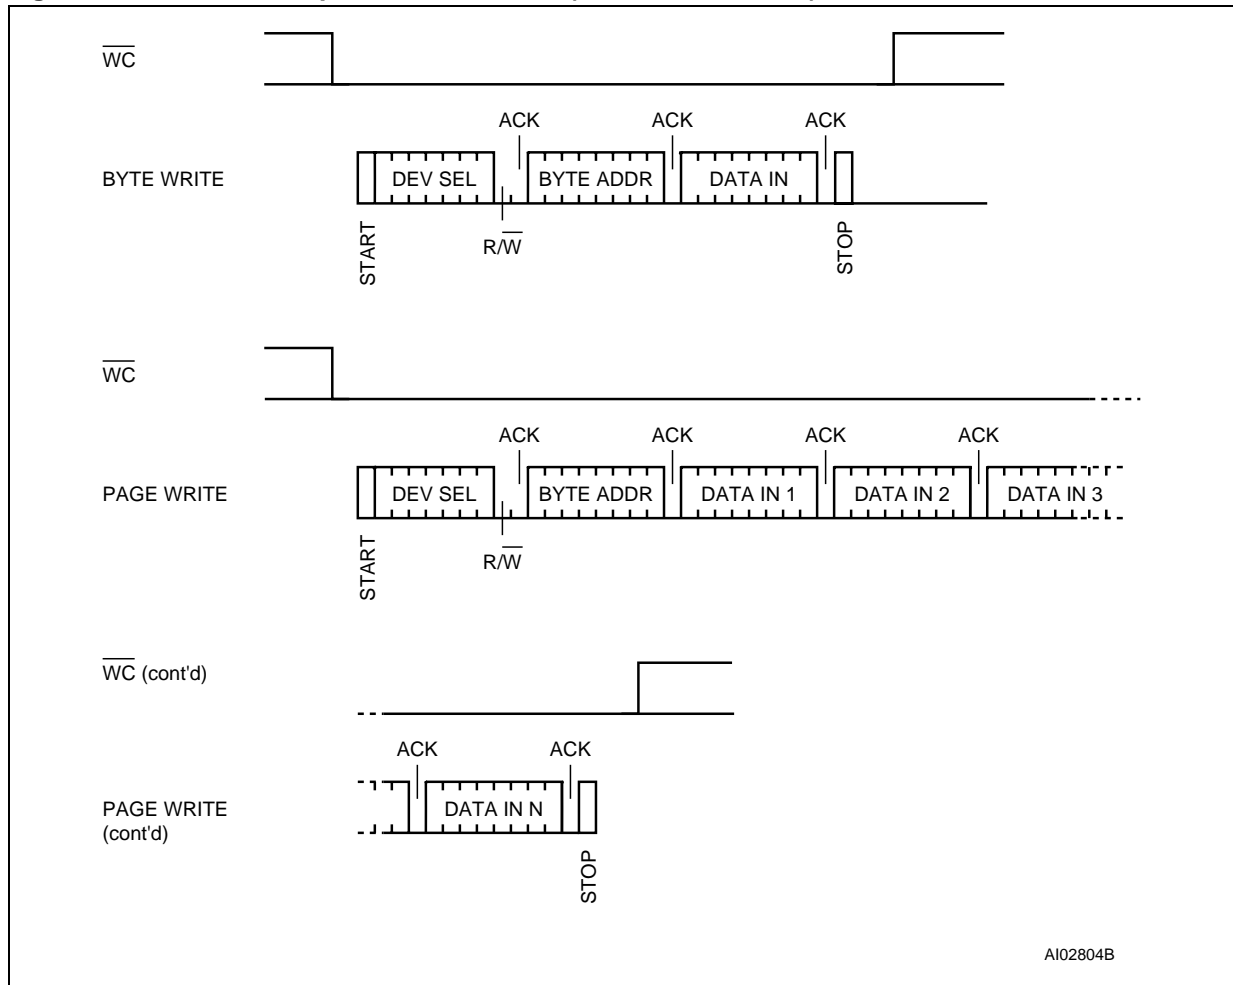 WC
ACK ACK ACK
BYTE WRITE
DEV SEL BYTE ADDR DATA IN
R/W
START
STOP
WC
ACK ACK ACK ACK
PAGE WRITE
DEV SEL BYTE ADDR DATA IN 1 DATA IN 2 DATA IN 3
R/W
START
WC (cont'd)
ACK ACK
PAGE WRITE
(cont'd)
DATA IN N
STOP
AI02804B